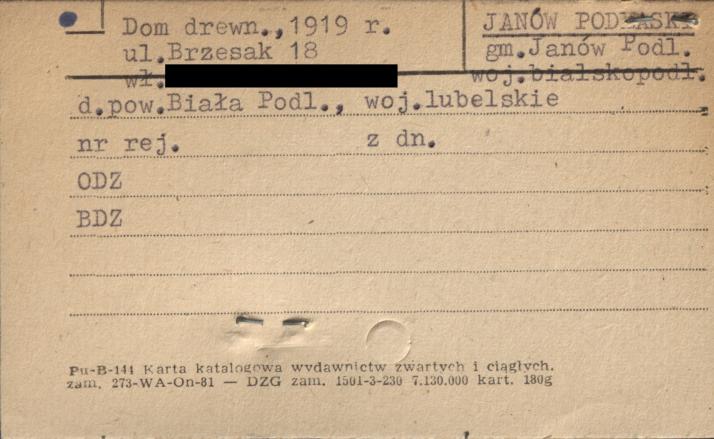 Dom drewn., 1919 r.
JANÓW PODLASKI
ul.Brzesak 18
gm.Janów Podl.
wł.
woj.bialskopodl.
d.pow.Biała Podl., woj.lubelskie
nr rej. z dn.
ODZ
BDZ
Pu-B-144 Karta katalogowa wydawnictw zwartych i ciągłych.
zam. 273-WA-On-81 — DZG zam. 1501-3-230 7.130.000 kart. 180g